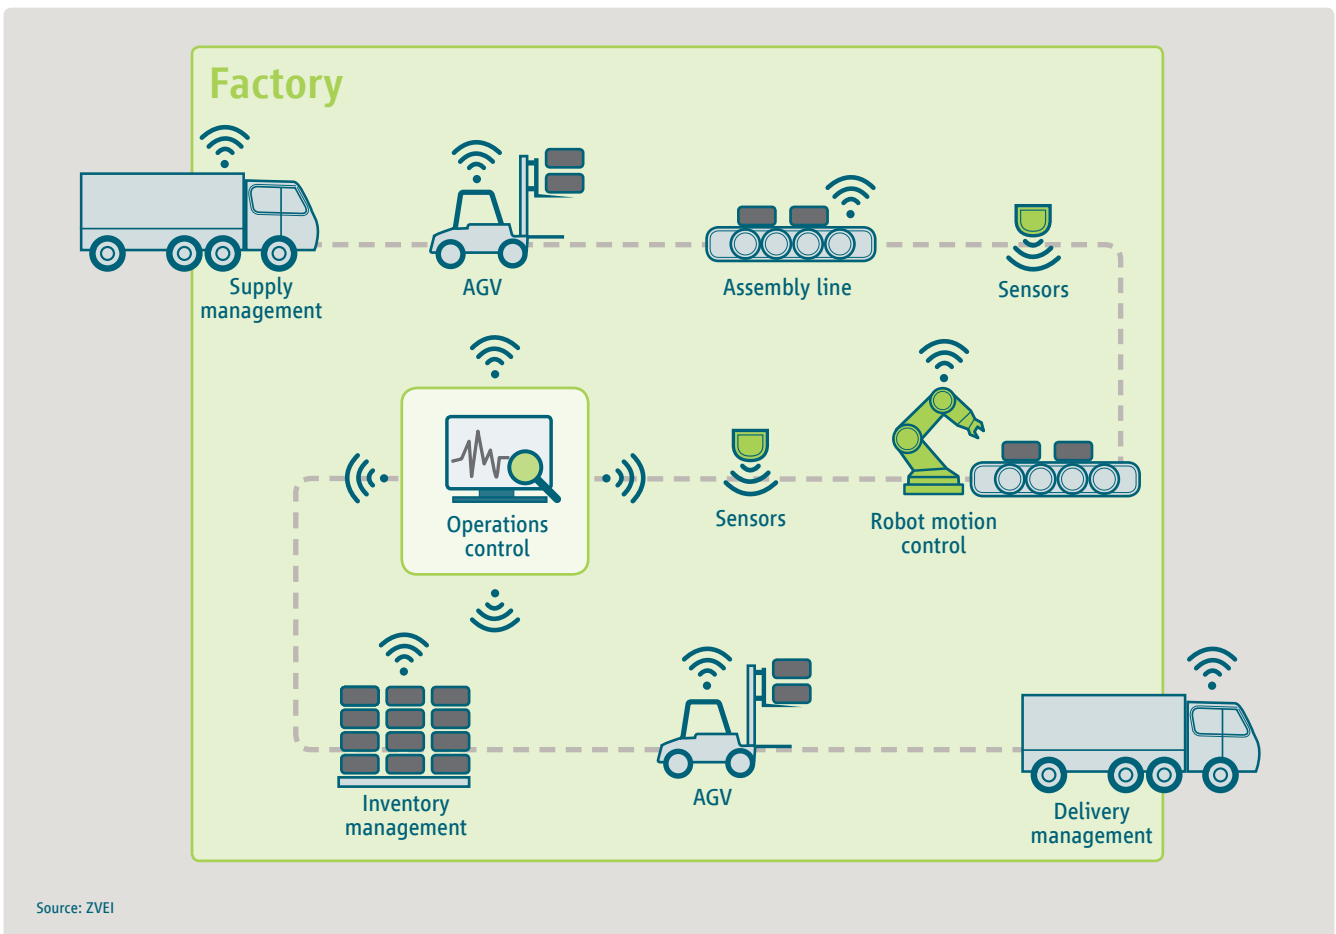 Factory
Supply
management
AGV
Assembly line
Sensors
Operations
control
Sensors
Robot motion
control
Inventory
management
AGV
Delivery
management
Source: ZVEI